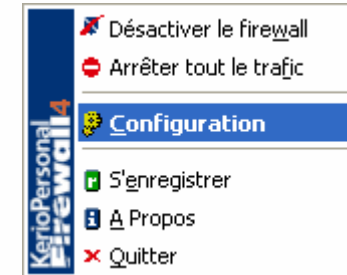 Désactiver le firewall
Arrêter tout le trafic
Configuration
S'enregistrer
A Propos
Quitter
KerioPersonal
Firewall4